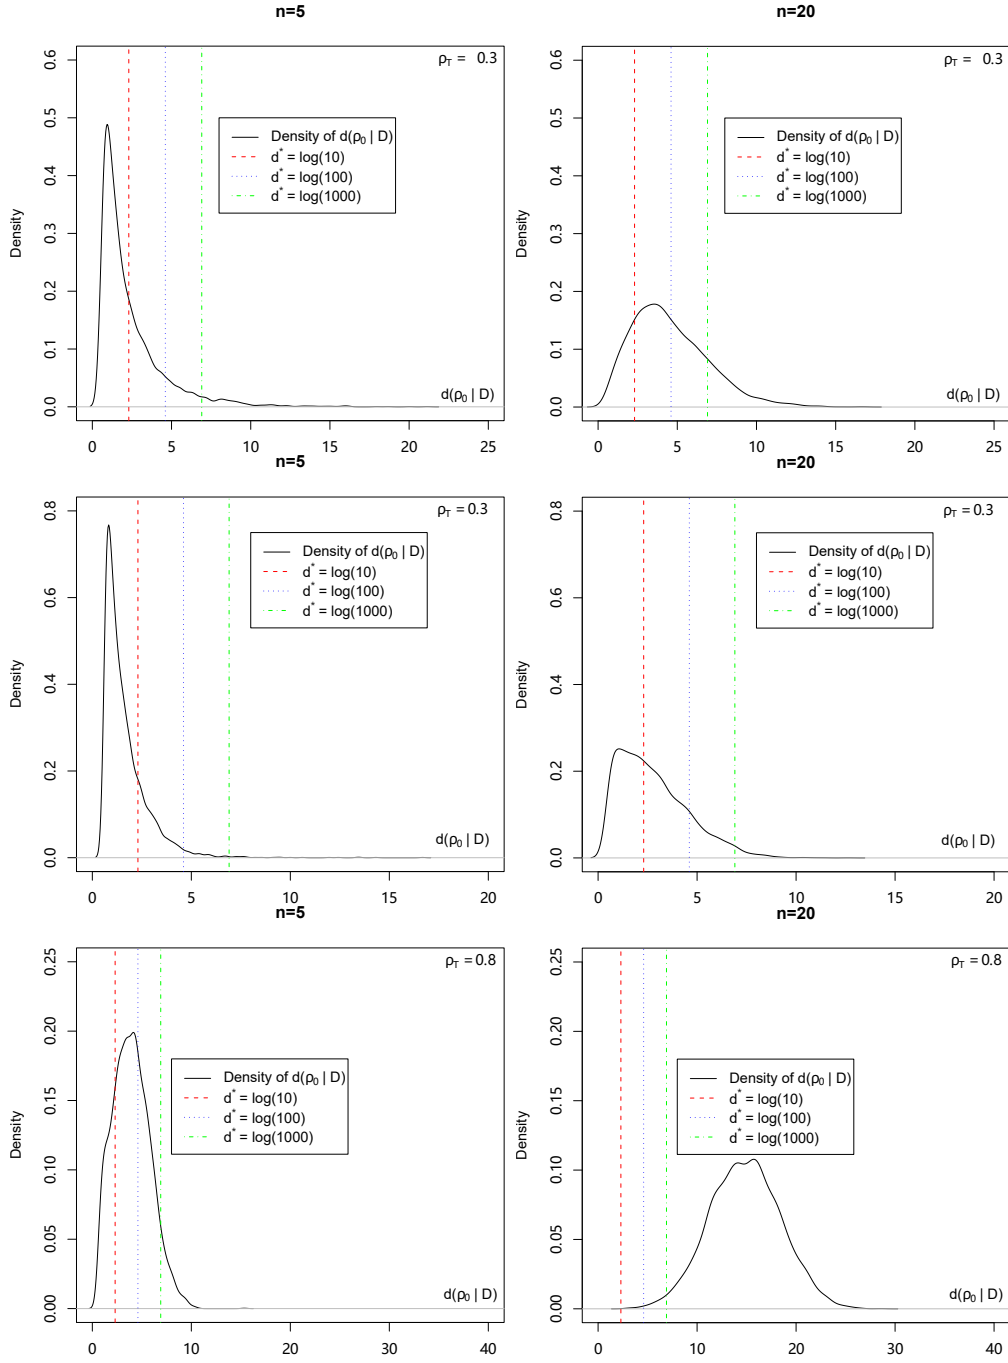 n=5
n=20
0.6
0.5
0.4
0.3
0.2
0.1
0.0
Density
ρT = 0.3
Density of d(ρ0 | D)
d* = log(10)
d* = log(100)
d* = log(1000)
d(ρ0 | D)
0 5 10 15 20 25
0.6
0.5
0.4
0.3
0.2
0.1
0.0
Density
ρT = 0.3
Density of d(ρ0 | D)
d* = log(10)
d* = log(100)
d* = log(1000)
d(ρ0 | D)
0 5 10 15 20 25
n=5
n=20
0.8
0.6
0.4
0.2
0.0
Density
ρT = 0.3
Density of d(ρ0 | D)
d* = log(10)
d* = log(100)
d* = log(1000)
d(ρ0 | D)
0 5 10 15 20
0.8
0.6
0.4
0.2
0.0
Density
ρT = 0.3
Density of d(ρ0 | D)
d* = log(10)
d* = log(100)
d* = log(1000)
d(ρ0 | D)
0 5 10 15 20
n=5
n=20
0.25
0.20
0.15
0.10
0.05
0.00
Density
ρT = 0.8
Density of d(ρ0 | D)
d* = log(10)
d* = log(100)
d* = log(1000)
d(ρ0 | D)
0 10 20 30 40
0.25
0.20
0.15
0.10
0.05
0.00
Density
ρT = 0.8
Density of d(ρ0 | D)
d* = log(10)
d* = log(100)
d* = log(1000)
d(ρ0 | D)
0 10 20 30 40